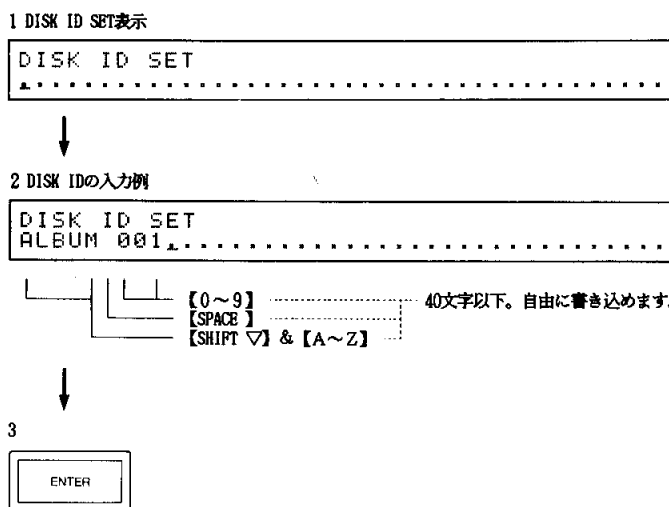 1 DISK ID SET表示
DISK ID SET
2 DISK IDの入力例
DISK ID SET
ALBUM 001
【0～9】
【SPACE 】
【SHIFT ▽】&【A～Z】
40文字以下。自由に書き込めます。
3
ENTER